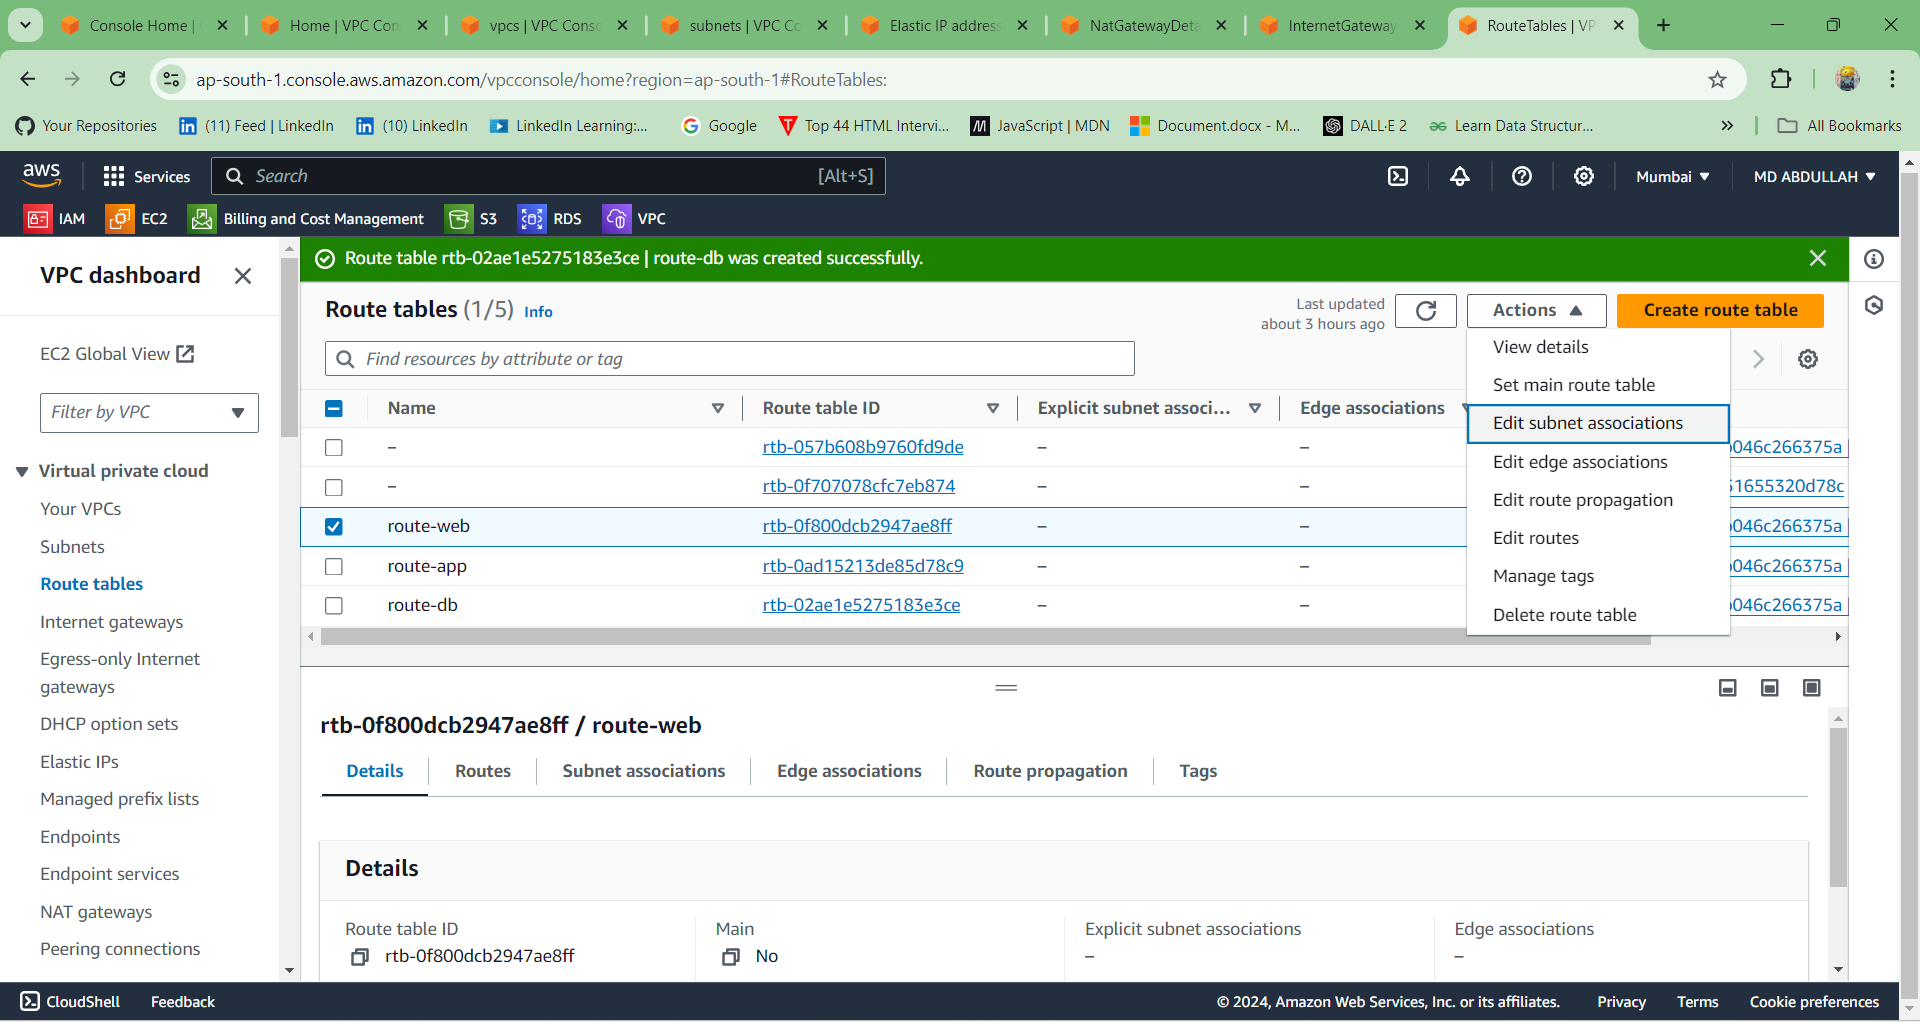 Console Home |
Home | VPC Con
vpcs | VPC Conso
subnets | VPC Co
Elastic IP address
NatGatewayDeta
InternetGateway
RouteTables | VP
ap-south-1.console.aws.amazon.com/vpcconsole/home?region=ap-south-1#RouteTables:
Your Repositories
(11) Feed | LinkedIn
(10) LinkedIn
LinkedIn Learning:...
Google
Top 44 HTML Intervi...
JavaScript | MDN
Document.docx - M...
DALL·E 2
Learn Data Structur...
All Bookmarks
aws
Services
Search
[Alt+S]
Mumbai
MD ABDULLAH
IAM
EC2
Billing and Cost Management
S3
RDS
VPC
VPC dashboard
EC2 Global View
Filter by VPC
Virtual private cloud
Your VPCs
Subnets
Route tables
Internet gateways
Egress-only Internet
gateways
DHCP option sets
Elastic IPs
Managed prefix lists
Endpoints
Endpoint services
NAT gateways
Peering connections
Route table rtb-02ae1e5275183e3ce | route-db was created successfully.
Route tables (1/5) Info
Last updated
about 3 hours ago
Actions
Create route table
Find resources by attribute or tag
View details
Set main route table
Edit subnet associations
Edit edge associations
Edit route propagation
Edit routes
Manage tags
Delete route table
Name
Route table ID
Explicit subnet associ...
Edge associations
– rtb-057b608b9760fd9de – – 046c266375a |
– rtb-0f707078cfc7eb874 – – 51655320d78c
route-web rtb-0f800dcb2947ae8ff – – 046c266375a |
route-app rtb-0ad15213de85d78c9 – – 046c266375a |
route-db rtb-02ae1e5275183e3ce – – 046c266375a |
rtb-0f800dcb2947ae8ff / route-web
Details
Routes
Subnet associations
Edge associations
Route propagation
Tags
Details
Route table ID
rtb-0f800dcb2947ae8ff
Main
No
Explicit subnet associations
–
Edge associations
–
CloudShell
Feedback
© 2024, Amazon Web Services, Inc. or its affiliates.
Privacy
Terms
Cookie preferences